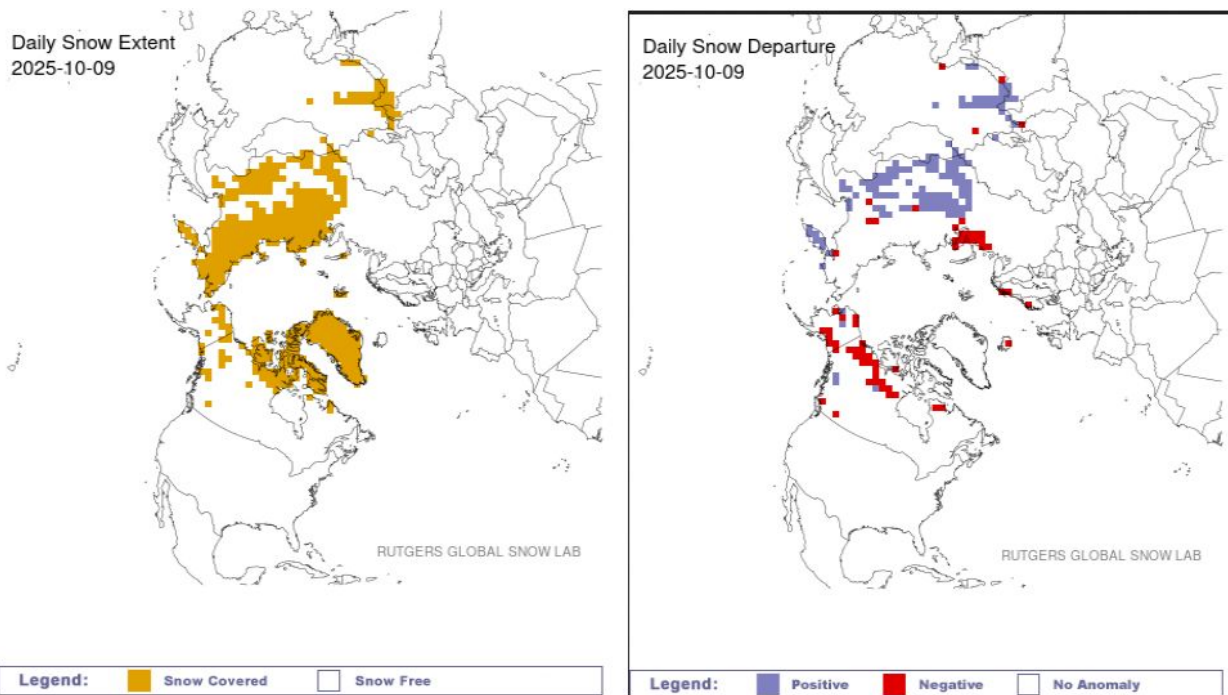 Daily Snow Extent
2025-10-09
RUTGERS GLOBAL SNOW LAB
Legend: Snow Covered Snow Free
Daily Snow Departure
2025-10-09
RUTGERS GLOBAL SNOW LAB
Legend: Positive Negative No Anomaly